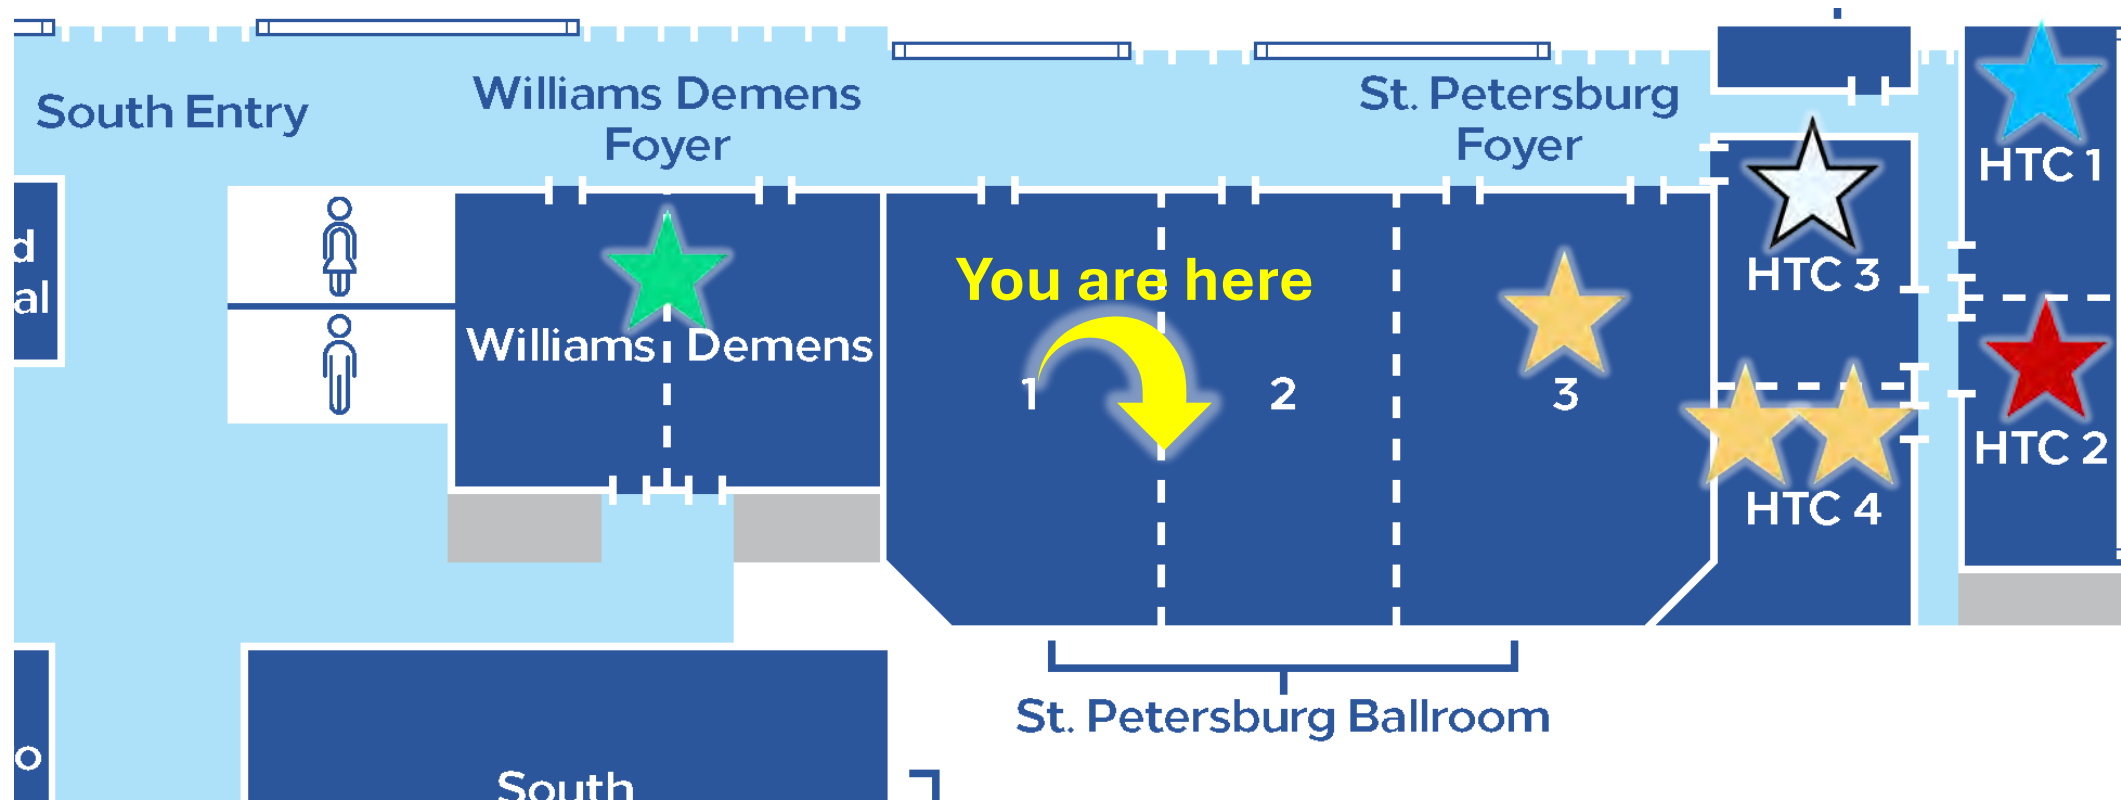 South Entry
Williams Demens
Foyer
St. Petersburg
Foyer
HTC 1
d
al
You are here
HTC 3
Williams Demens
1
2
3
HTC 2
HTC 4
St. Petersburg Ballroom
o
South